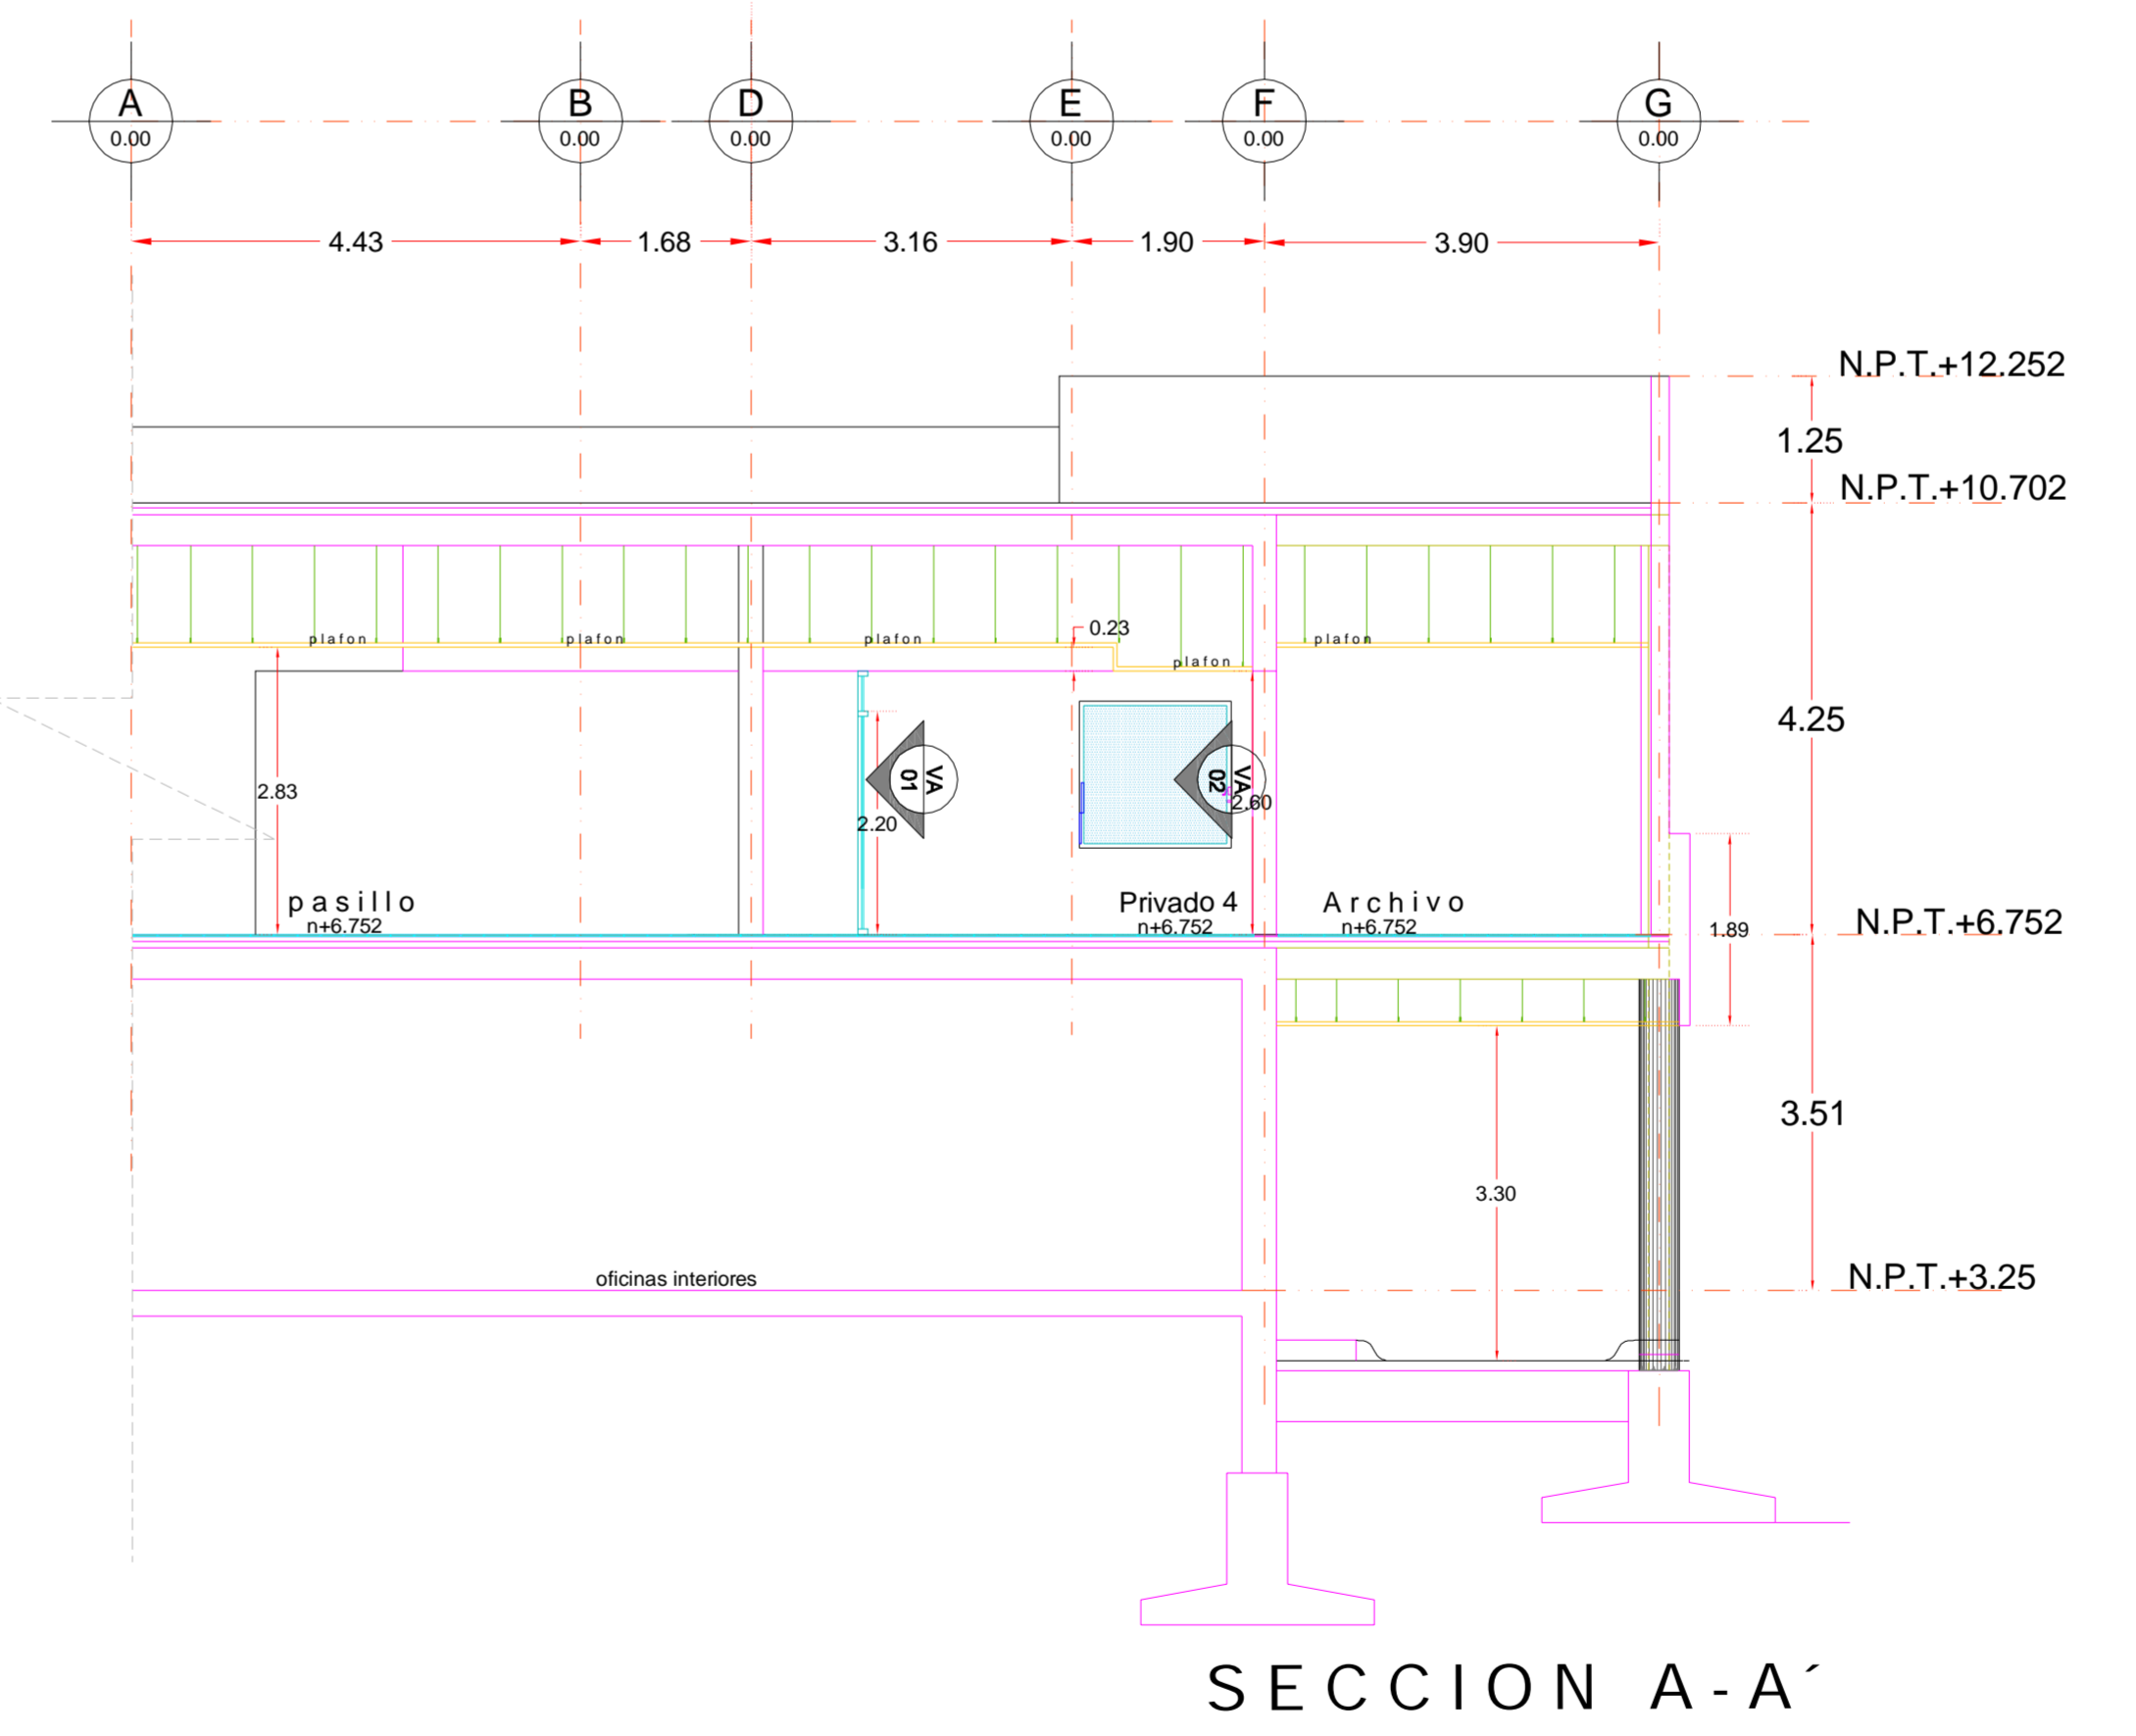 A B D E F G
0.00 0.00 0.00 0.00 0.00 0.00
4.43 1.68 3.16 1.90 3.90
N.P.T.+12.252
1.25
N.P.T.+10.702
plafon plafon plafon 0.23 plafon
plafon
4.25
VA 01
VA 02
2.83
2.20
2.60
pasillo Privado 4 Archivo
n+6.752 n+6.752 n+6.752
N.P.T.+6.752
1.89
3.51
3.30
oficinas interiores
N.P.T.+3.25
SECCION A-A´